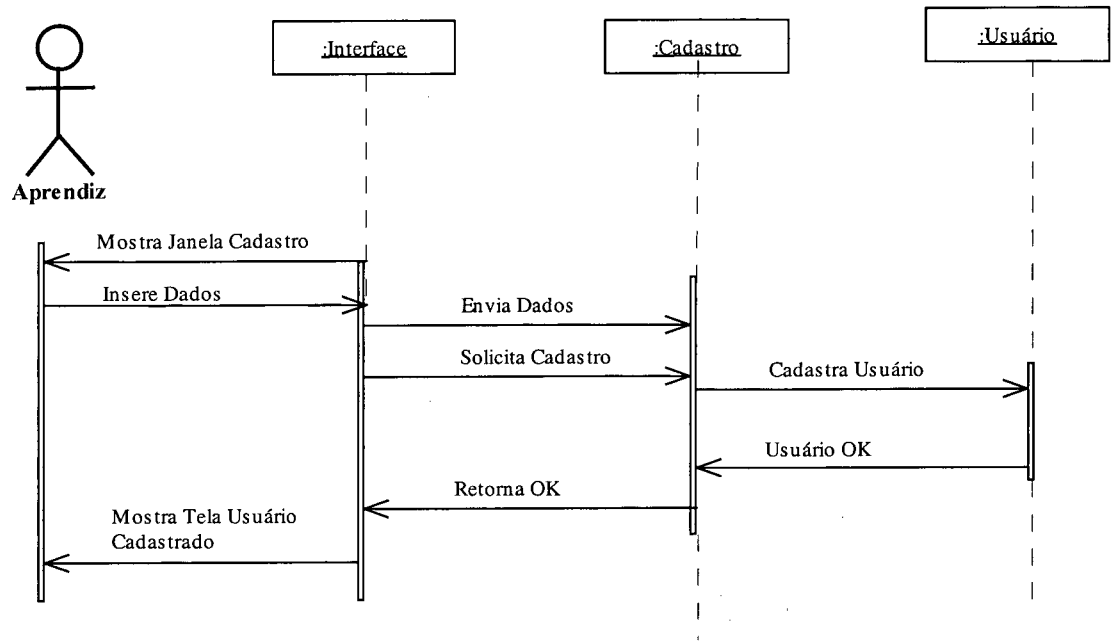 :Interface
:Cadastro
:Usuário
Aprendiz
Mostra Janela Cadastro
Insere Dados
Envia Dados
Solicita Cadastro
Cadastra Usuário
Usuário OK
Retorna OK
Mostra Tela Usuário
Cadastrado